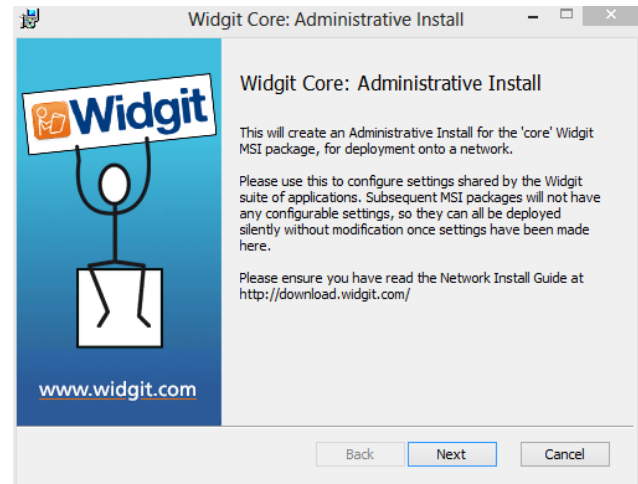 Widgit Core: Administrative Install
Widgit
www.widgit.com
Widgit Core: Administrative Install
This will create an Administrative Install for the 'core' Widgit
MSI package, for deployment onto a network.
Please use this to configure settings shared by the Widgit
suite of applications. Subsequent MSI packages will not have
any configurable settings, so they can all be deployed
silently without modification once settings have been made
here.
Please ensure you have read the Network Install Guide at
http://download.widgit.com/
Back
Next
Cancel